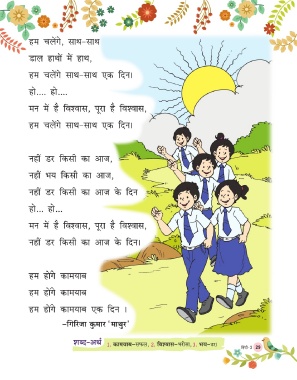 हम चलेंगे, साथ-साथ
डाल हाथों में हाथ,
हम चलेंगे साथ-साथ एक दिन।
हो.... हो....
मन में है विश्वास, पूरा है विश्वास,
हम चलेंगे साथ-साथ एक दिन।
नहीं डर किसी का आज,
नहीं भय किसी का आज,
नहीं डर किसी का आज के दिन
हो... हो...
मन में है विश्वास, पूरा है विश्वास,
नहीं डर किसी का आज के दिन।
हम होंगे कामयाब
हम होंगे कामयाब
हम होंगे कामयाब एक दिन ।
–गिरिजा कुमार 'माथुर'
शब्द-अर्थ
1. कामयाब–सफल, 2. विश्वास–भरोसा, 3. भय–डर
हिंदी-3